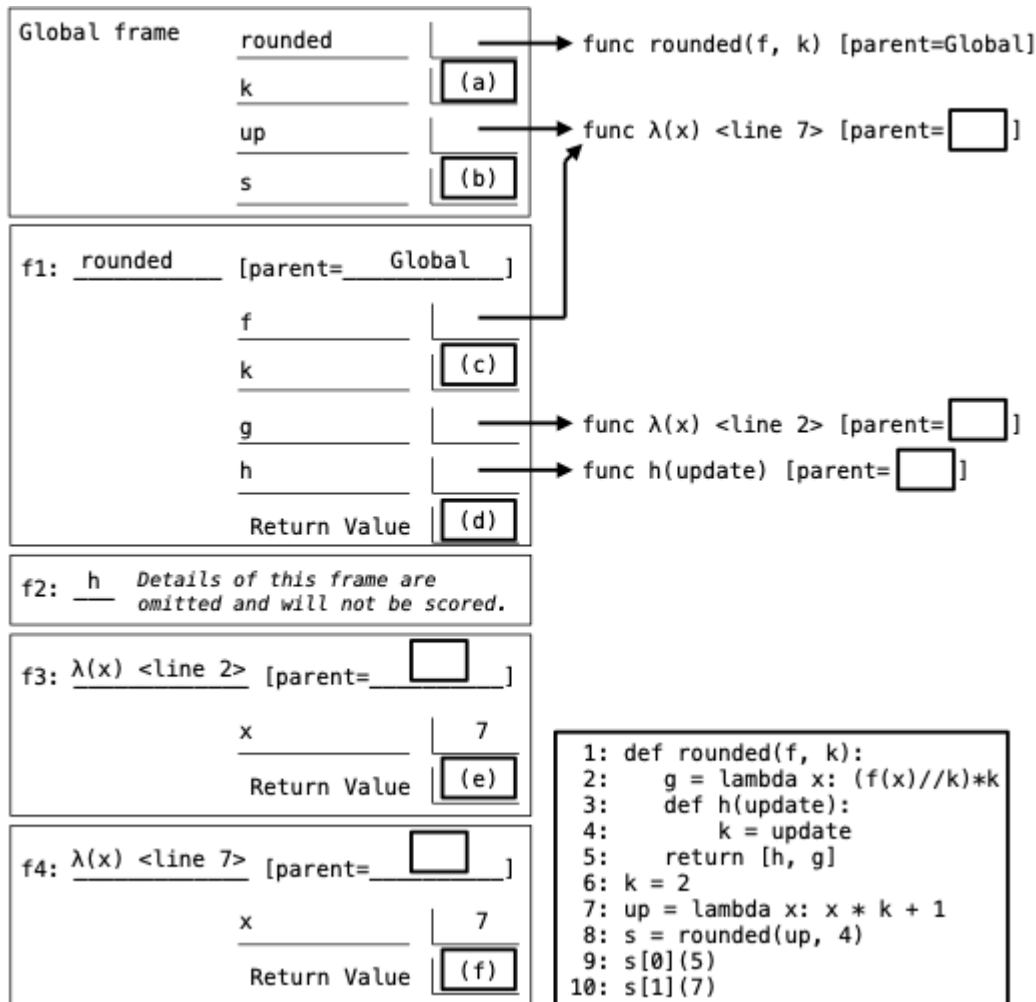 Global frame
rounded
func rounded(f, k) [parent=Global]
k
(a)
up
func λ(x) <line 7> [parent= ]
s
(b)
f1: rounded [parent= Global ]
f
k
(c)
g
func λ(x) <line 2> [parent= ]
h
func h(update) [parent= ]
Return Value
(d)
f2: h Details of this frame are
omitted and will not be scored.
f3: λ(x) <line 2> [parent= ]
x
7
Return Value
(e)
f4: λ(x) <line 7> [parent= ]
x
7
Return Value
(f)
1: def rounded(f, k):
2: g = lambda x: (f(x)//k)*k
3: def h(update):
4: k = update
5: return [h, g]
6: k = 2
7: up = lambda x: x * k + 1
8: s = rounded(up, 4)
9: s[0](5)
10: s[1](7)